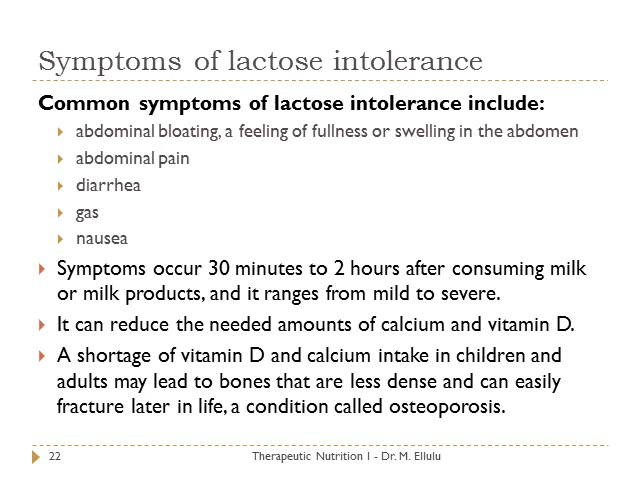 Symptoms of lactose intolerance
Common symptoms of lactose intolerance include:
abdominal bloating, a feeling of fullness or swelling in the abdomen
abdominal pain
diarrhea
gas
nausea
Symptoms occur 30 minutes to 2 hours after consuming milk
or milk products, and it ranges from mild to severe.
It can reduce the needed amounts of calcium and vitamin D.
A shortage of vitamin D and calcium intake in children and
adults may lead to bones that are less dense and can easily
fracture later in life, a condition called osteoporosis.
22 Therapeutic Nutrition I - Dr. M. Ellulu